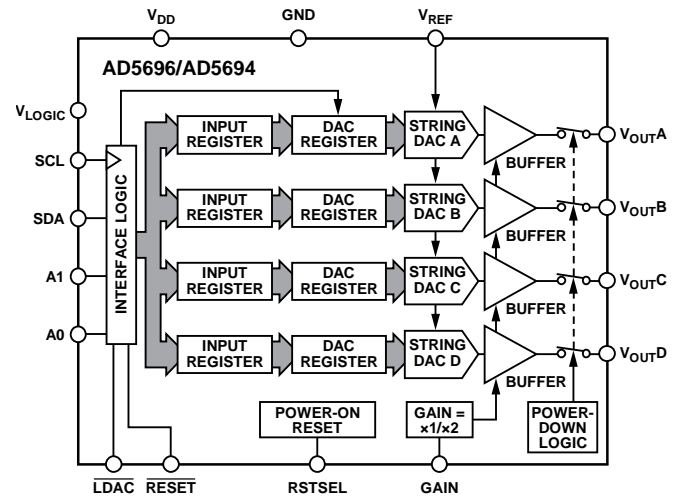 VDD GND VREF
AD5696/AD5694
VLOGIC
SCL
SDA
A1
A0
INTERFACE LOGIC
INPUT REGISTER
DAC REGISTER
STRING DAC A
BUFFER
VOUTA
INPUT REGISTER
DAC REGISTER
STRING DAC B
BUFFER
VOUTB
INPUT REGISTER
DAC REGISTER
STRING DAC C
BUFFER
VOUTC
INPUT REGISTER
DAC REGISTER
STRING DAC D
BUFFER
VOUTD
POWER-ON
RESET
GAIN =
×1/×2
POWER-
DOWN
LOGIC
LDAC RESET RSTSEL GAIN